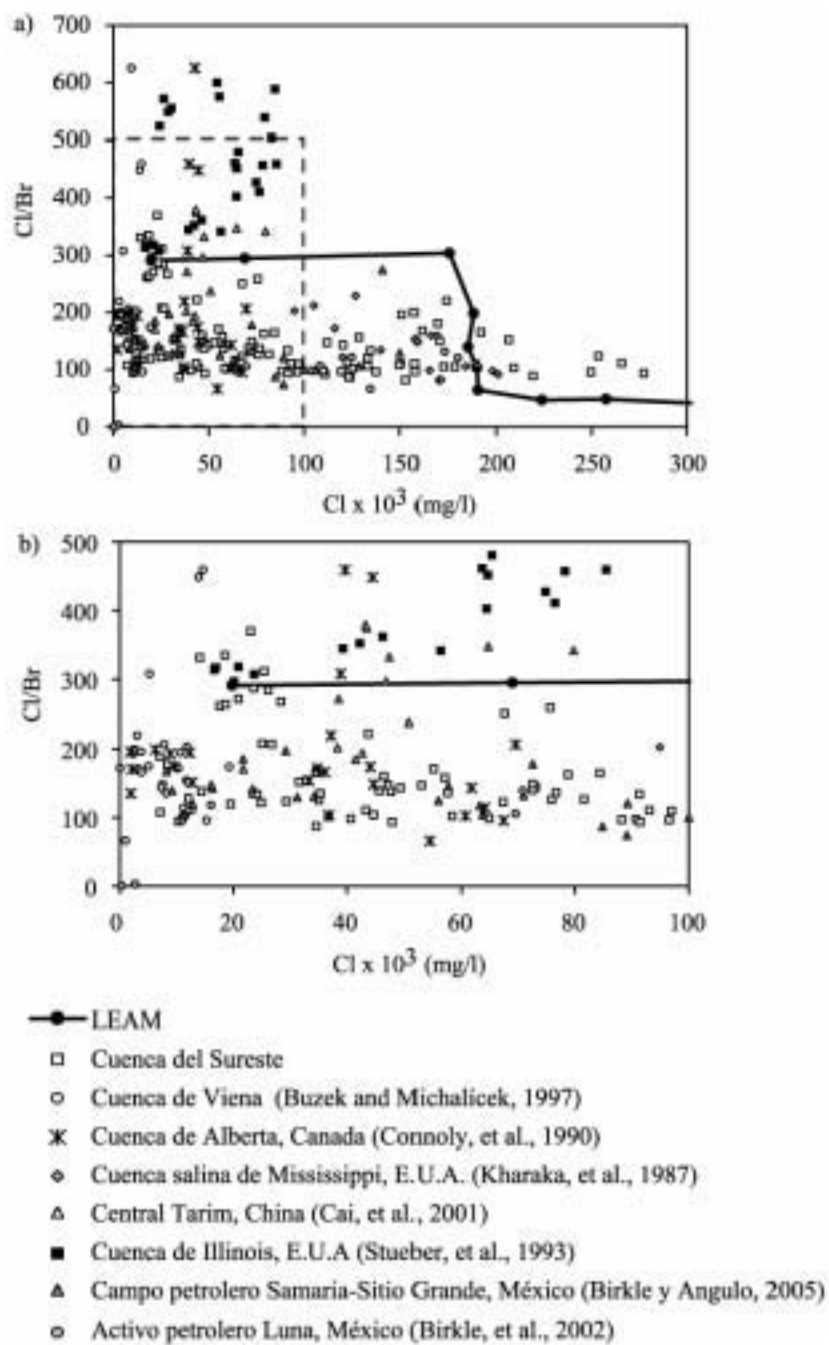 a)
700
600
500
400
300
200
100
0
Cl/Br
0 50 100 150 200 250 300
Cl x 10³ (mg/l)
b)
500
400
300
200
100
0
Cl/Br
0 20 40 60 80 100
Cl x 10³ (mg/l)
LEAM
Cuenca del Sureste
Cuenca de Viena (Buzek and Michalicek, 1997)
Cuenca de Alberta, Canada (Connoly, et al., 1990)
Cuenca salina de Mississippi, E.U.A. (Kharaka, et al., 1987)
Central Tarim, China (Cai, et al., 2001)
Cuenca de Illinois, E.U.A (Stueber, et al., 1993)
Campo petrolero Samaria-Sitio Grande, México (Birkle y Angulo, 2005)
Activo petrolero Luna, México (Birkle, et al., 2002)